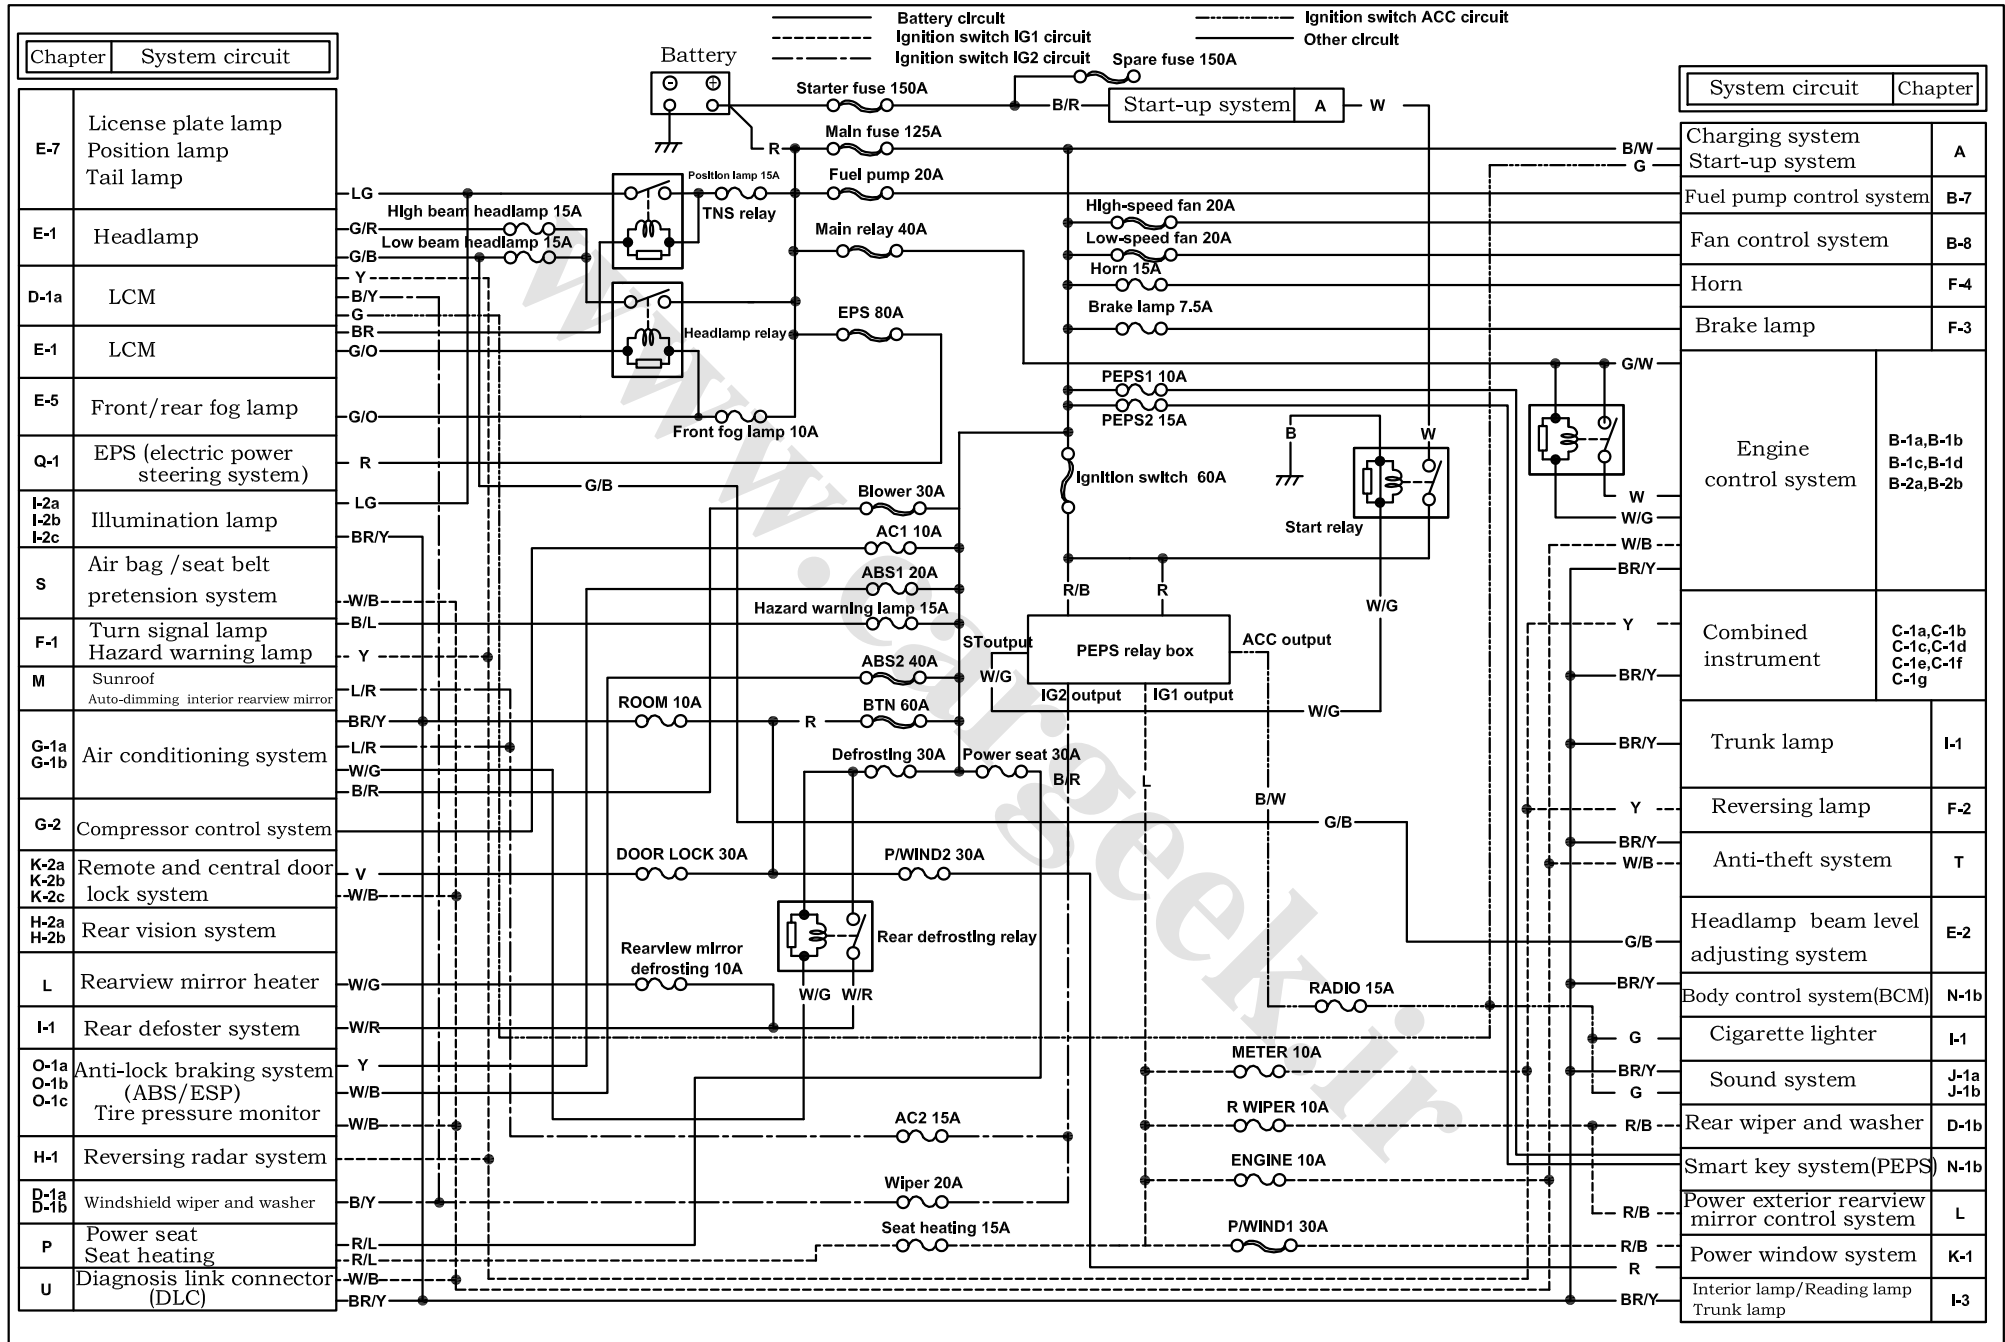 Battery cIrcuit
Ignition switch IG1 circuit
Ignition switch IG2 circuit
Ignition switch ACC circuit
Other cIrcuit
Chapter
System circuit
E-7
License plate lamp
Position lamp
Tail lamp
E-1
Headlamp
D-1a
LCM
E-1
LCM
E-5
Front/rear fog lamp
Q-1
EPS (electric power
steering system)
I-2a
I-2b
I-2c
Illumination lamp
S
Air bag /seat belt
pretension system
F-1
Turn signal lamp
Hazard warning lamp
M
Sunroof
Auto-dimming interior rearview mirror
G-1a
G-1b
Air conditioning system
G-2
Compressor control system
K-2a
K-2b
K-2c
Remote and central door
lock system
H-2a
H-2b
Rear vision system
L
Rearview mirror heater
I-1
Rear defoster system
O-1a
O-1b
O-1c
Anti-lock braking system
(ABS/ESP)
Tire pressure monitor
H-1
Reversing radar system
D-1a
D-1b
Windshield wiper and washer
P
Power seat
Seat heating
U
Diagnosis link connector
(DLC)
LG
G/R
G/B
Y
B/Y
G
BR
G/O
G/O
R
LG
BR/Y
W/B
B/L
Y
L/R
BR/Y
L/R
W/G
B/R
V
W/B
W/G
W/R
Y
W/B
W/B
B/Y
R/L
R/L
W/B
BR/Y
Battery
Starter fuse 150A
Spare fuse 150A
B/R
Start-up system
A
W
R
Main fuse 125A
Position lamp 15A
Fuel pump 20A
TNS relay
HIgh beam headlamp 15A
Low beam headlamp 15A
Main relay 40A
HIgh-speed fan 20A
Low-speed fan 20A
Horn 15A
Brake lamp 7.5A
EPS 80A
Headlamp relay
Front fog lamp 10A
PEPS1 10A
PEPS2 15A
B
W
IgnItIon swItch 60A
Start relay
G/B
Blower 30A
AC1 10A
ABS1 20A
Hazard warnIng lamp 15A
ABS2 40A
ROOM 10A
R
BTN 60A
Defrosting 30A
Power seat 30A
R/B
R
W/G
SToutput
W/G
PEPS relay box
ACC output
IG2 output
IG1 output
W/G
B/R
L
B/W
G/B
DOOR LOCK 30A
P/WIND2 30A
Rear defrostIng relay
RearvIew mIrror
defrosting 10A
W/G
W/R
RADIO 15A
METER 10A
AC2 15A
R WIPER 10A
ENGINE 10A
Wiper 20A
Seat heating 15A
P/WIND1 30A
System circuit
Chapter
B/W
G
Charging system
Start-up system
A
Fuel pump control system
B-7
Fan control system
B-8
Horn
F-4
Brake lamp
F-3
G/W
W
W/G
W/B
BR/Y
Engine
control system
B-1a,B-1b
B-1c,B-1d
B-2a,B-2b
Y
BR/Y
Combined
instrument
C-1a,C-1b
C-1c,C-1d
C-1e,C-1f
C-1g
BR/Y
Trunk lamp
I-1
Y
Reversing lamp
F-2
BR/Y
W/B
Anti-theft system
T
G/B
Headlamp beam level
adjusting system
E-2
BR/Y
Body control system(BCM)
N-1b
G
Cigarette lighter
I-1
BR/Y
G
Sound system
J-1a
J-1b
R/B
Rear wiper and washer
D-1b
Smart key system(PEPS)
N-1b
R/B
Power exterior rearview
mirror control system
L
R/B
R
Power window system
K-1
BR/Y
Interior lamp/Reading lamp
Trunk lamp
I-3
www.cargeek.ir